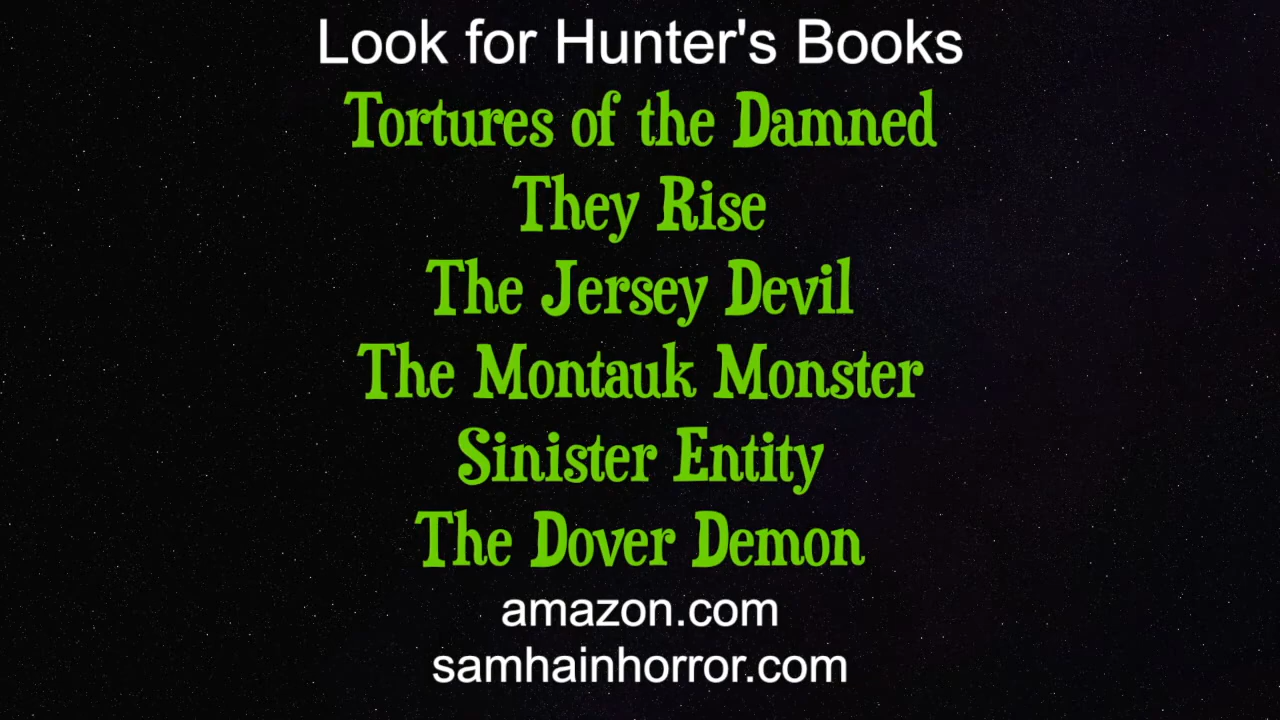 Look for Hunter's Books
Tortures of the Damned
They Rise
The Jersey Devil
The Montauk Monster
Sinister Entity
The Dover Demon
amazon.com
samhainhorror.com